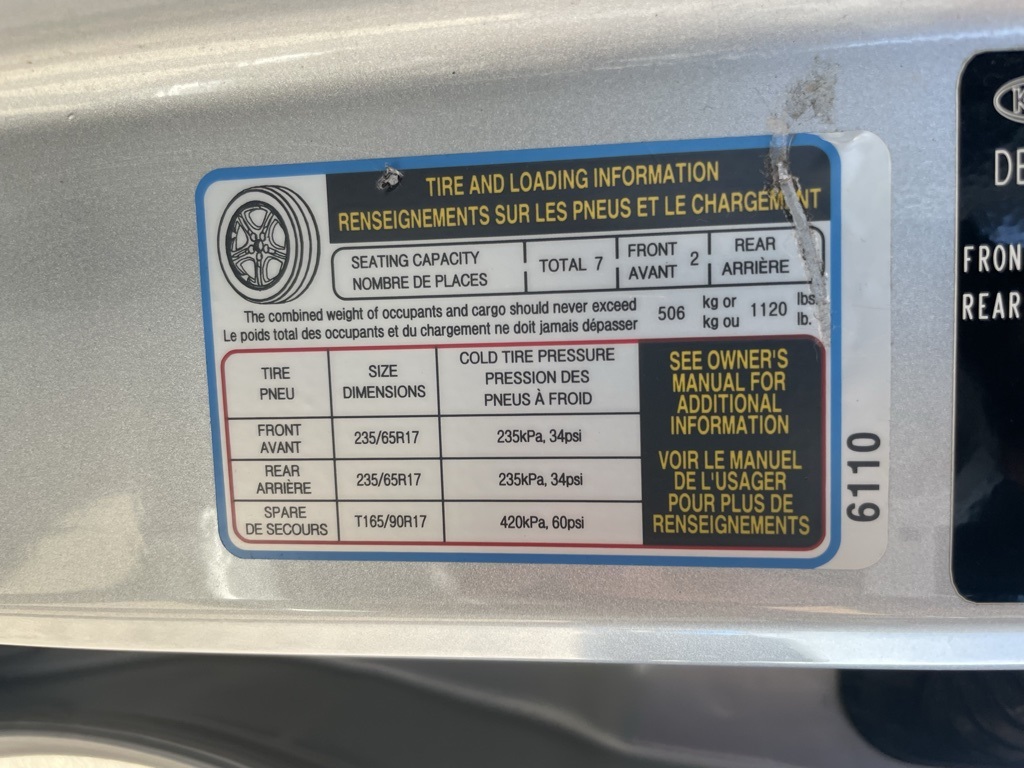 TIRE AND LOADING INFORMATION
RENSEIGNEMENTS SUR LES PNEUS ET LE CHARGEMENT
SEATING CAPACITY
NOMBRE DE PLACES
TOTAL 7
FRONT
AVANT
2
REAR
ARRIÈRE
The combined weight of occupants and cargo should never exceed
Le poids total des occupants et du chargement ne doit jamais dépasser
506
kg or
kg ou
1120
lbs.
lb.
TIRE
PNEU
SIZE
DIMENSIONS
COLD TIRE PRESSURE
PRESSION DES
PNEUS À FROID
FRONT
AVANT
235/65R17
235kPa, 34psi
REAR
ARRIÈRE
235/65R17
235kPa, 34psi
SPARE
DE SECOURS
T165/90R17
420kPa, 60psi
SEE OWNER'S
MANUAL FOR
ADDITIONAL
INFORMATION
VOIR LE MANUEL
DE L'USAGER
POUR PLUS DE
RENSEIGNEMENTS
6110
REAR